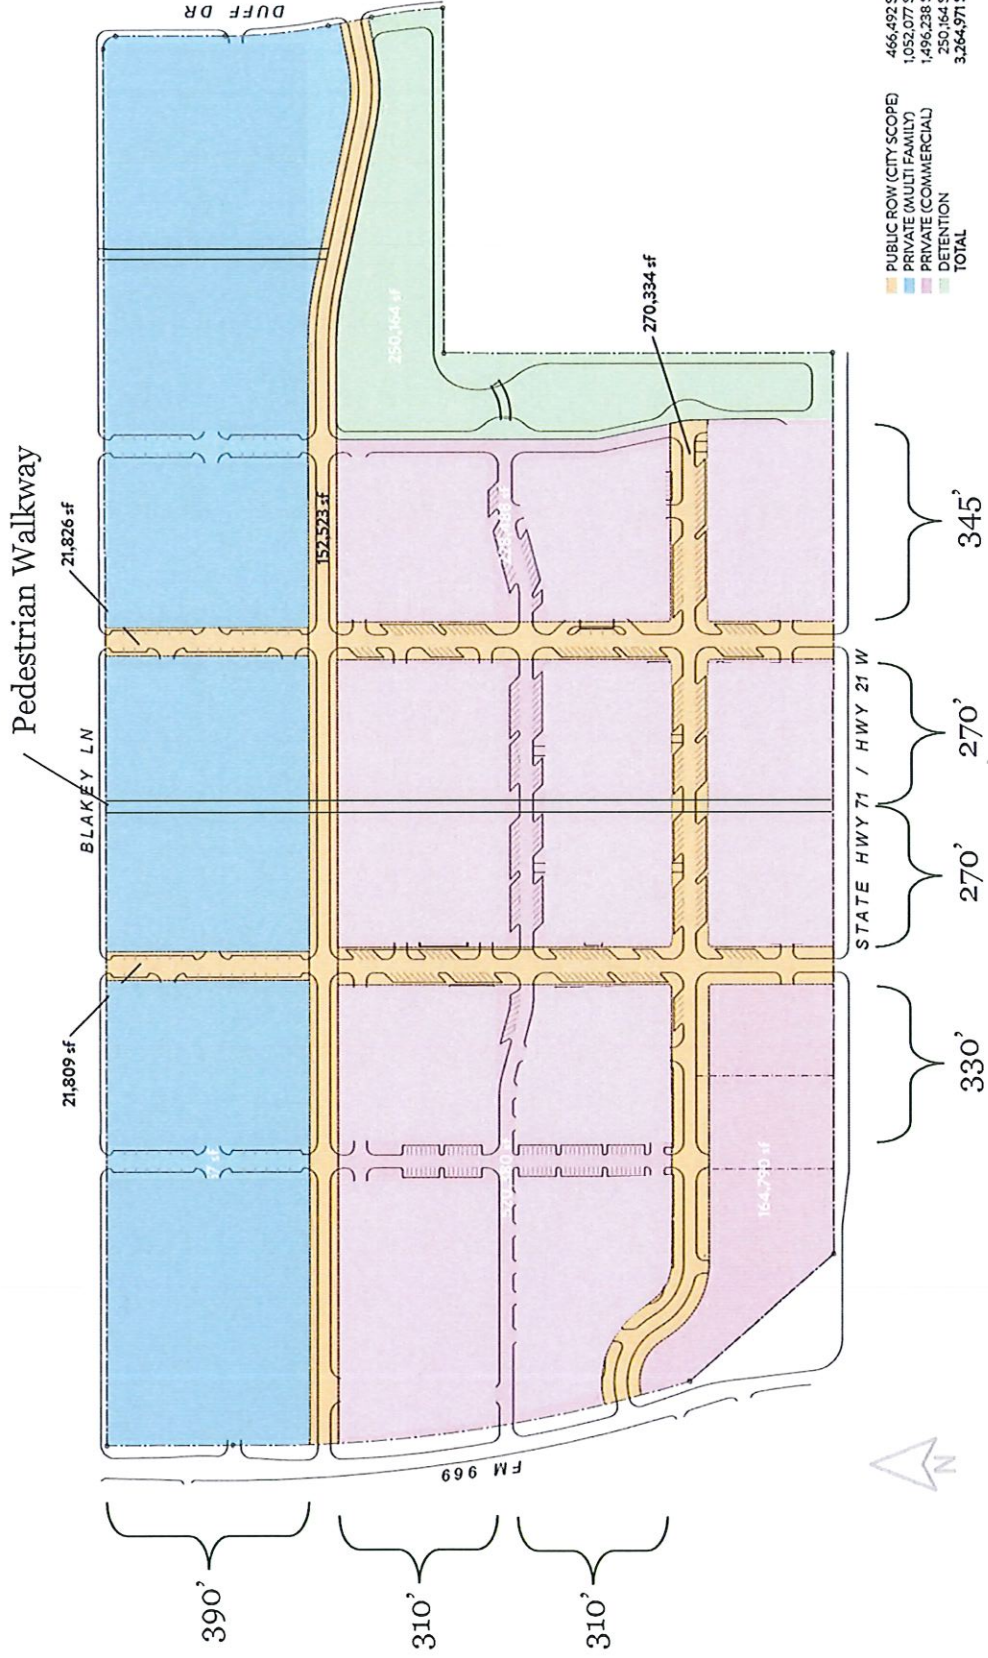 DUFF DR
Pedestrian Walkway
21,826 sf
BLAKEY LN
21,809 sf
152,523 sf
250,164 sf
270,334 sf
164,790 sf
FM 969
STATE HWY 71 / HWY 21 W
390'
310'
310'
330'
270'
270'
345'
N
PUBLIC ROW (CITY SCOPE) 466,492 S
PRIVATE (MULTI FAMILY) 1,052,077 S
PRIVATE (COMMERCIAL) 1,496,238 S
DETENTION 250,164 S
TOTAL 3,264,971 S